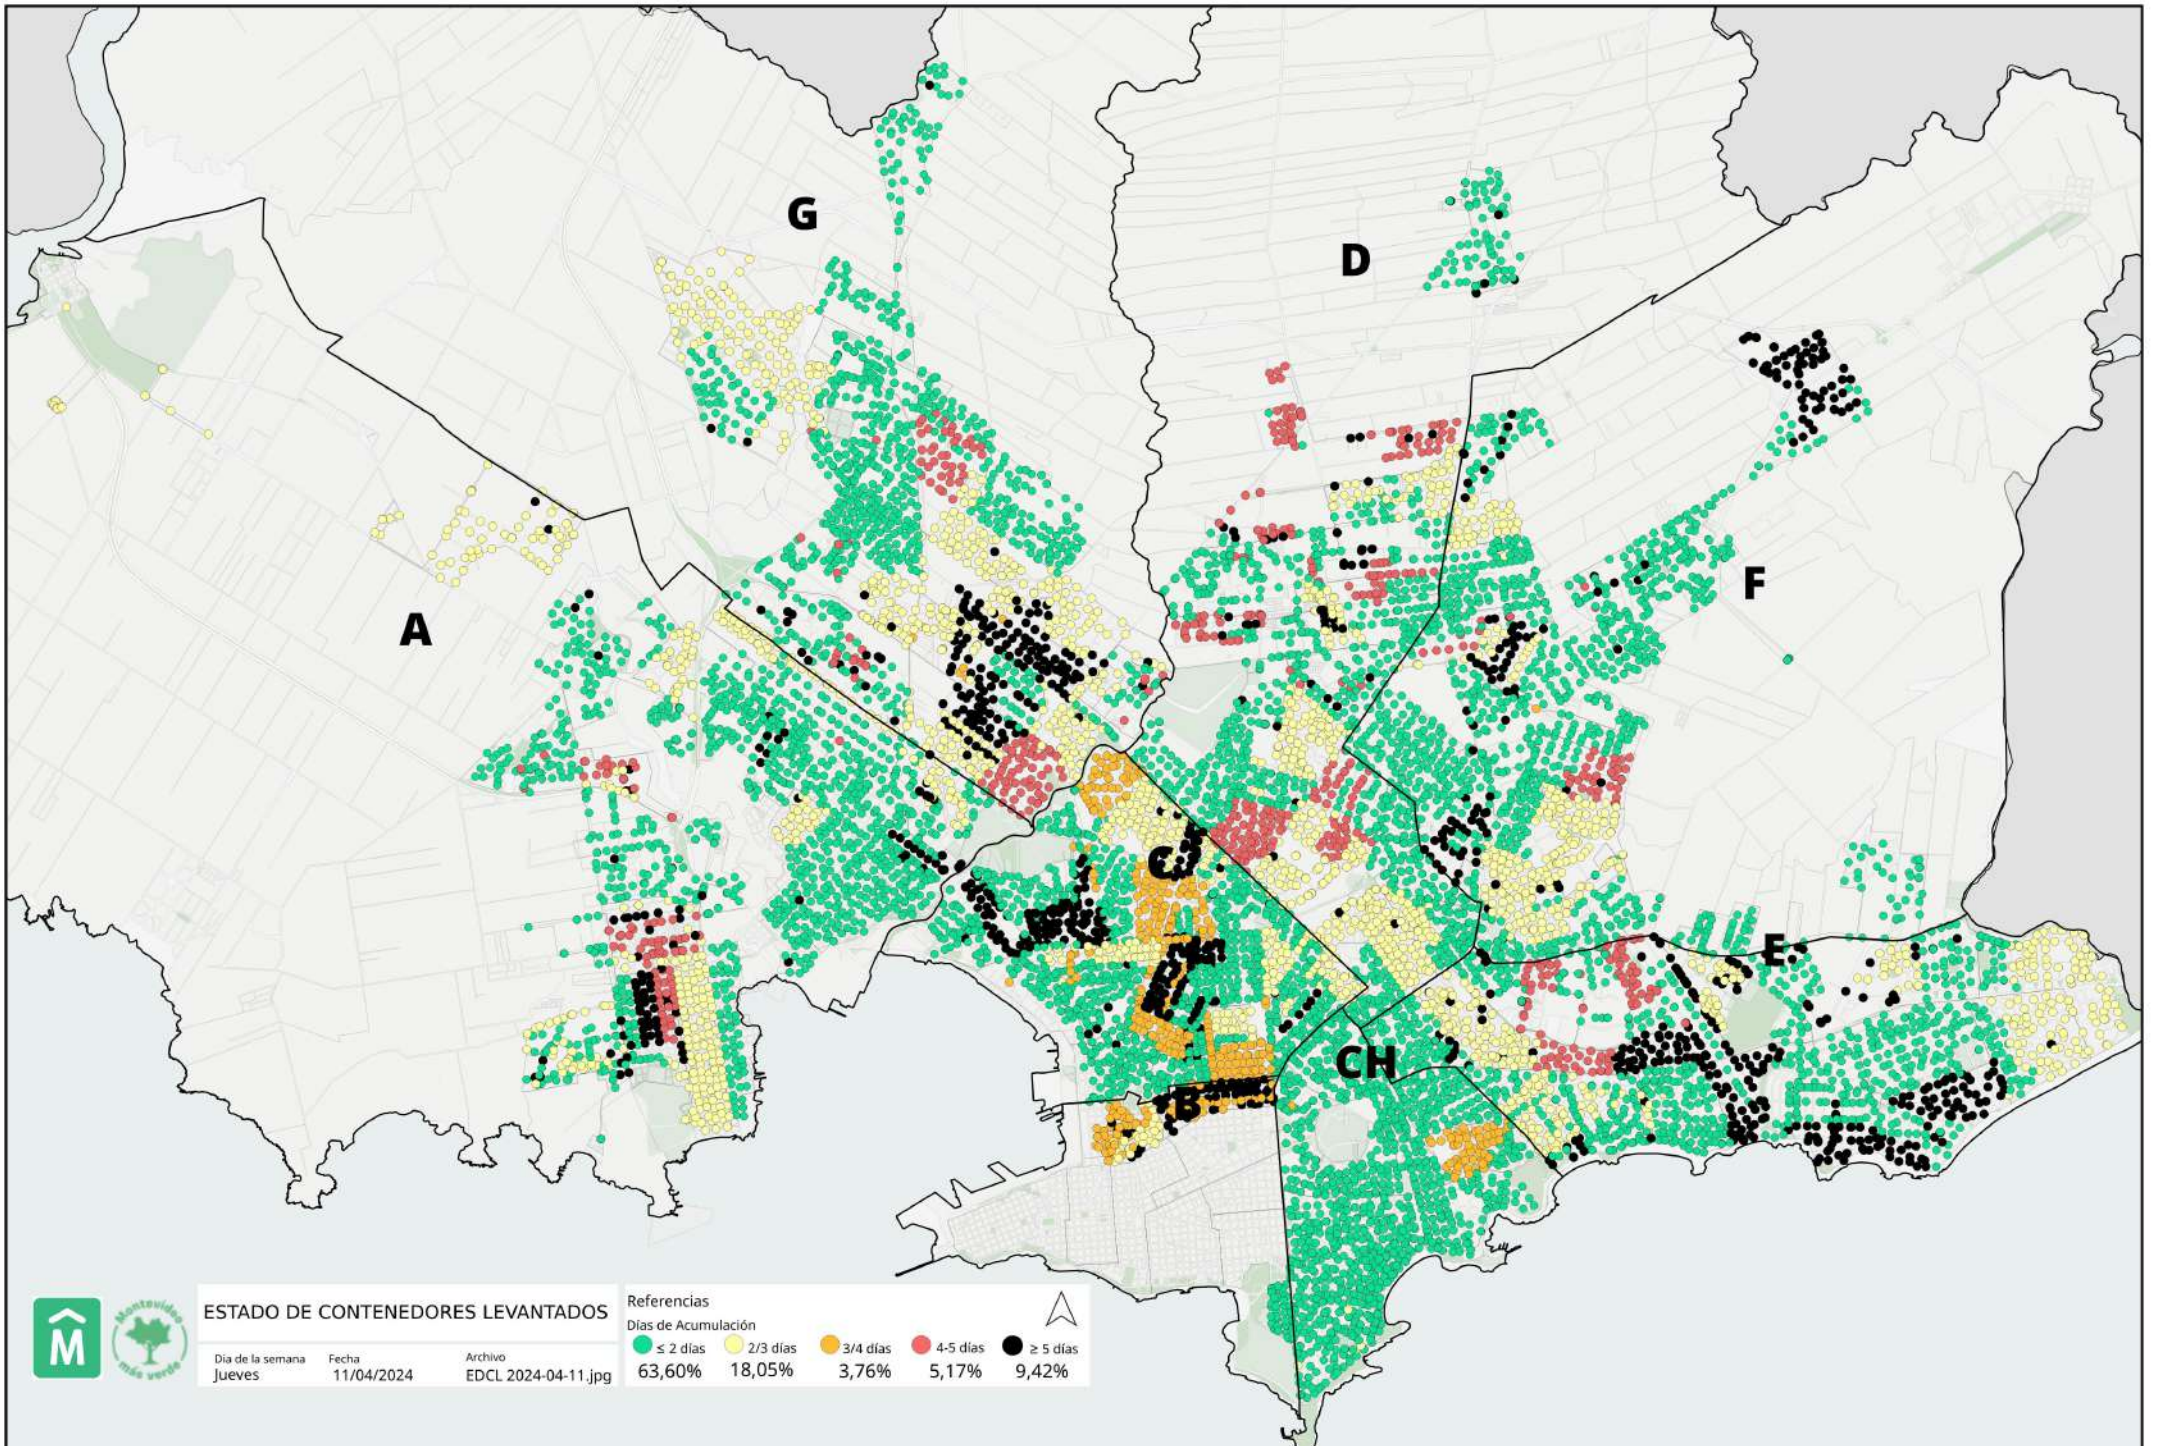 G
D
F
A
C
E
CH
B
ESTADO DE CONTENEDORES LEVANTADOS
Dia de la semana
Jueves
Fecha
11/04/2024
Archivo
EDCL 2024-04-11.jpg
Referencias
Días de Acumulación
≤ 2 días
2/3 días
3/4 días
4-5 días
≥ 5 días
63,60%
18,05%
3,76%
5,17%
9,42%
M
Montevideo
más verde